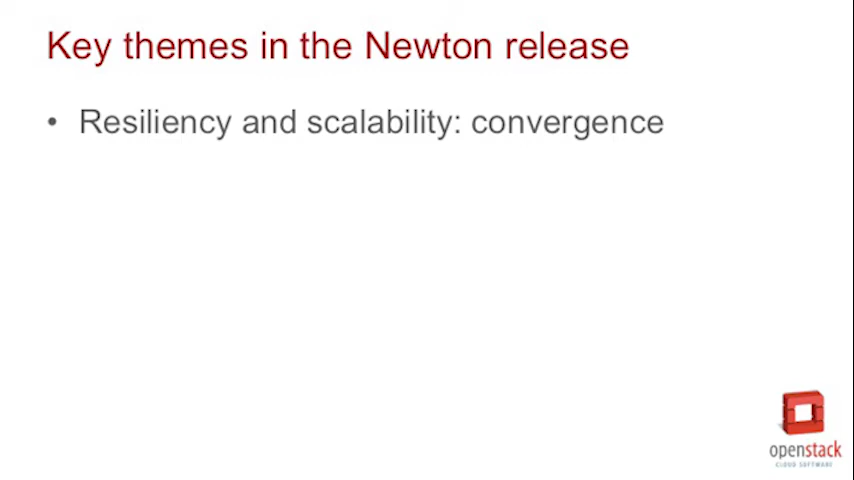 Key themes in the Newton release
• Resiliency and scalability: convergence
openstack
CLOUD SOFTWARE